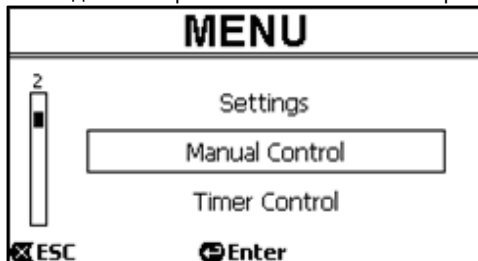 MENU
2
Settings
Manual Control
Timer Control
ESC
Enter